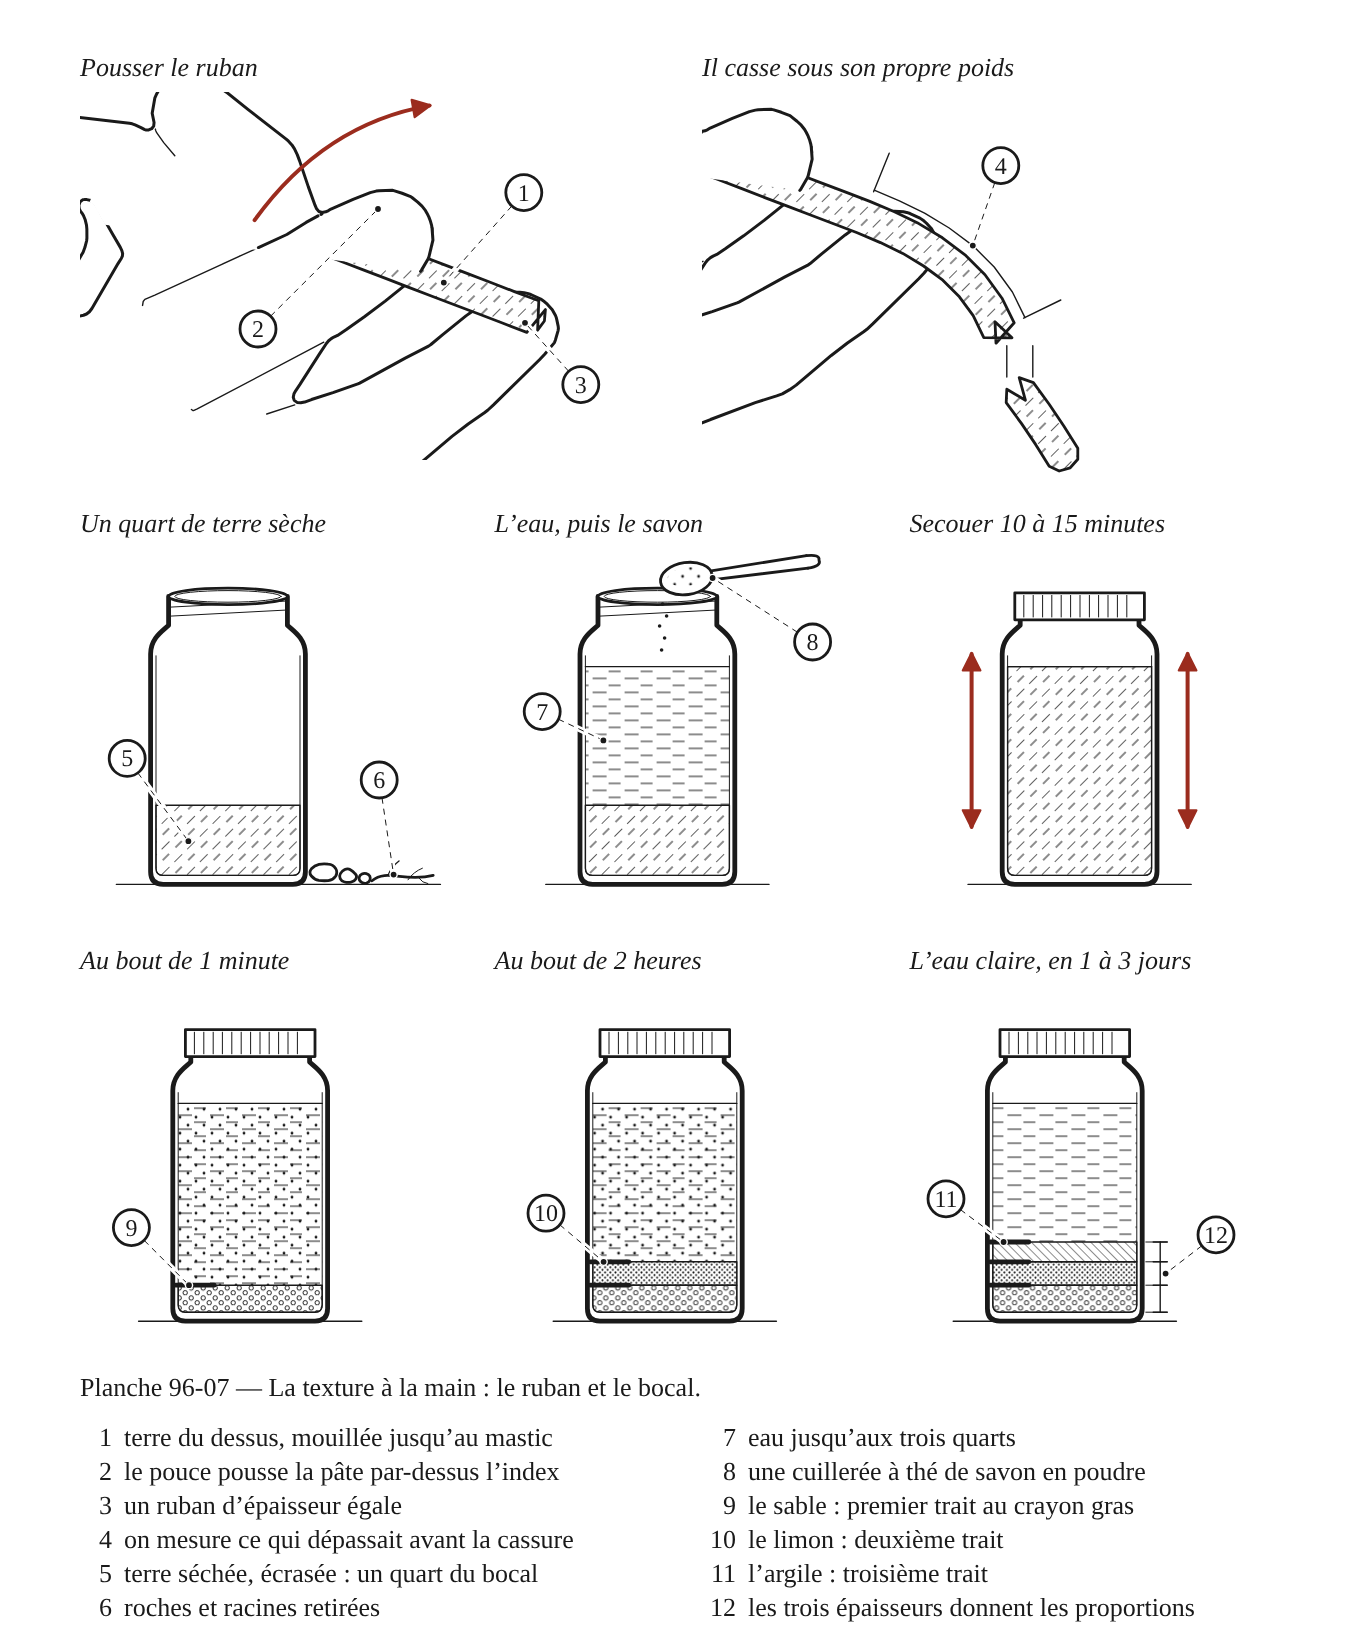 Pousser le ruban
Il casse sous son propre poids
1
4
2
3
Un quart de terre sèche
L’eau, puis le savon
Secouer 10 à 15 minutes
8
7
5
6
Au bout de 1 minute
Au bout de 2 heures
L’eau claire, en 1 à 3 jours
9
10
11
12
Planche 96-07 — La texture à la main : le ruban et le bocal.
1 terre du dessus, mouillée jusqu’au mastic
2 le pouce pousse la pâte par-dessus l’index
3 un ruban d’épaisseur égale
4 on mesure ce qui dépassait avant la cassure
5 terre séchée, écrasée : un quart du bocal
6 roches et racines retirées
7 eau jusqu’aux trois quarts
8 une cuillerée à thé de savon en poudre
9 le sable : premier trait au crayon gras
10 le limon : deuxième trait
11 l’argile : troisième trait
12 les trois épaisseurs donnent les proportions